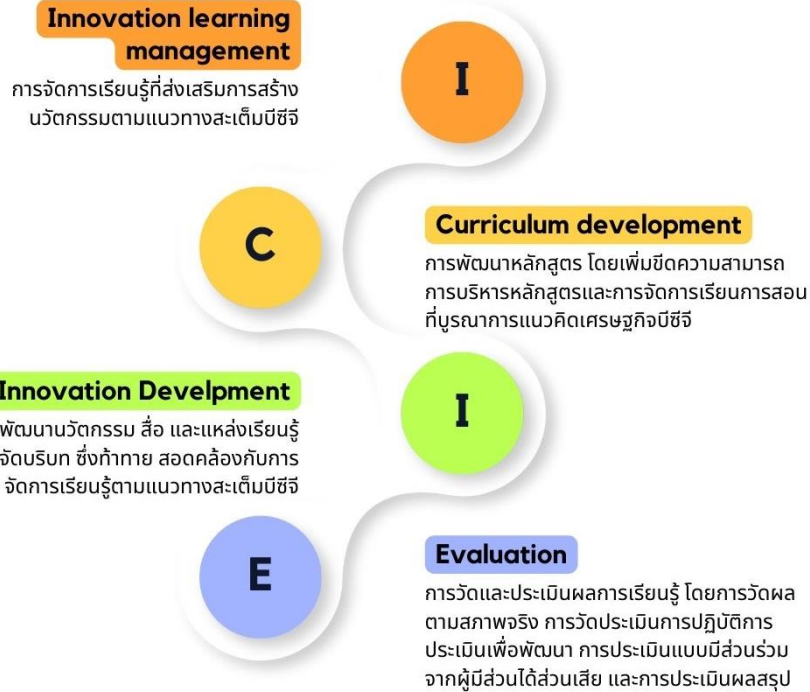 Innovation learning
management
การจัดการเรียนรู้ที่ส่งเสริมการสร้าง
นวัตกรรมตามแนวทางสะเต็มบีซีจี
I
C
Curriculum development
การพัฒนาหลักสูตร โดยเพิ่มขีดความสามารถ
การบริหารหลักสูตรและการจัดการเรียนการสอน
ที่บูรณาการแนวคิดเศรษฐกิจบีซีจี
Innovation Develpment
พัฒนานวัตกรรม สื่อ และแหล่งเรียนรู้
จัดบริบท ซึ่งท้าทาย สอดคล้องกับการ
จัดการเรียนรู้ตามแนวทางสะเต็มบีซีจี
I
E
Evaluation
การวัดและประเมินผลการเรียนรู้ โดยการวัดผล
ตามสภาพจริง การวัดประเมินการปฏิบัติการ
ประเมินเพื่อพัฒนา การประเมินแบบมีส่วนร่วม
จากผู้มีส่วนได้ส่วนเสีย และการประเมินผลสรุป